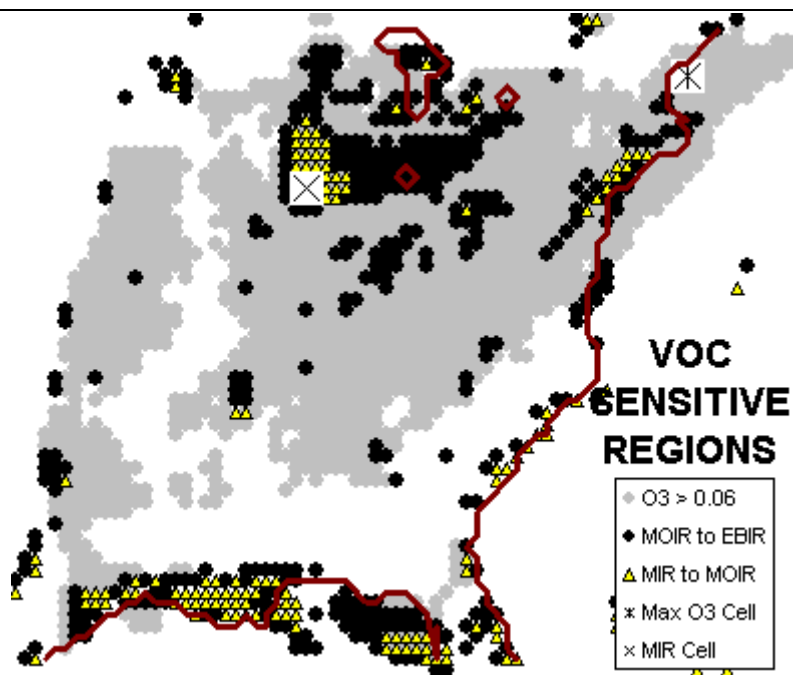 VOC
SENSITIVE
REGIONS
O3 > 0.06
MOIR to EBIR
MIR to MOIR
Max O3 Cell
MIR Cell